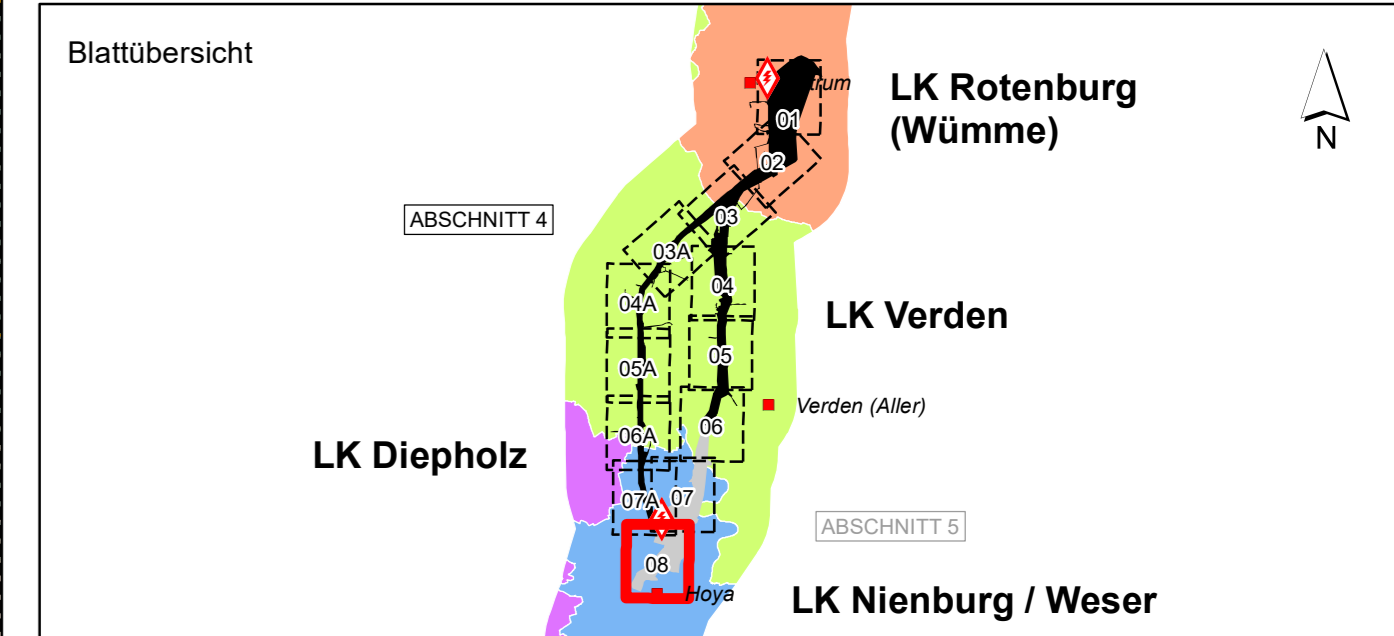 Blattübersicht
LK Rotenburg
(Wümme)
N
01
02
ABSCHNITT 4
03
03A
04
04A
LK Verden
05
05A
Verden (Aller)
06
06A
LK Diepholz
07A
07
ABSCHNITT 5
08
Hoya
LK Nienburg / Weser